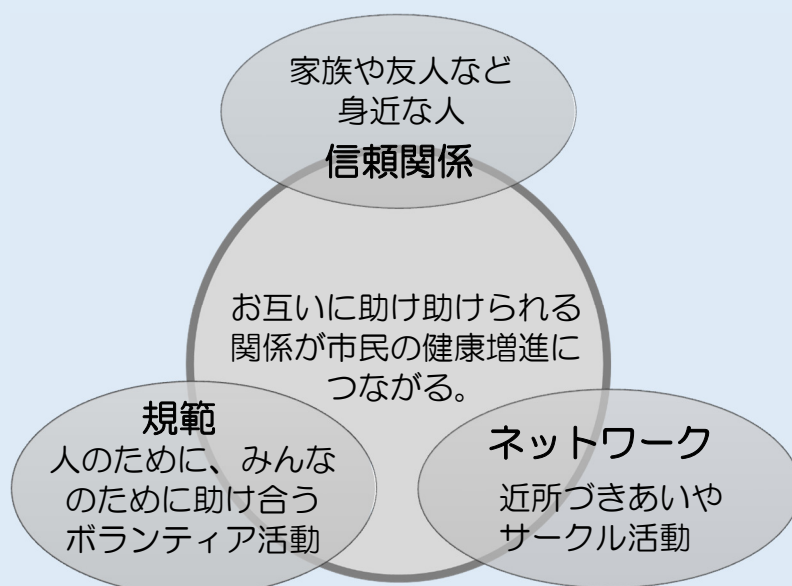 家族や友人など
身近な人
信頼関係
お互いに助け助けられる
関係が市民の健康増進に
つながる。
規範
人のために、みんな
のために助け合う
ボランティア活動
ネットワーク
近所づきあいや
サークル活動